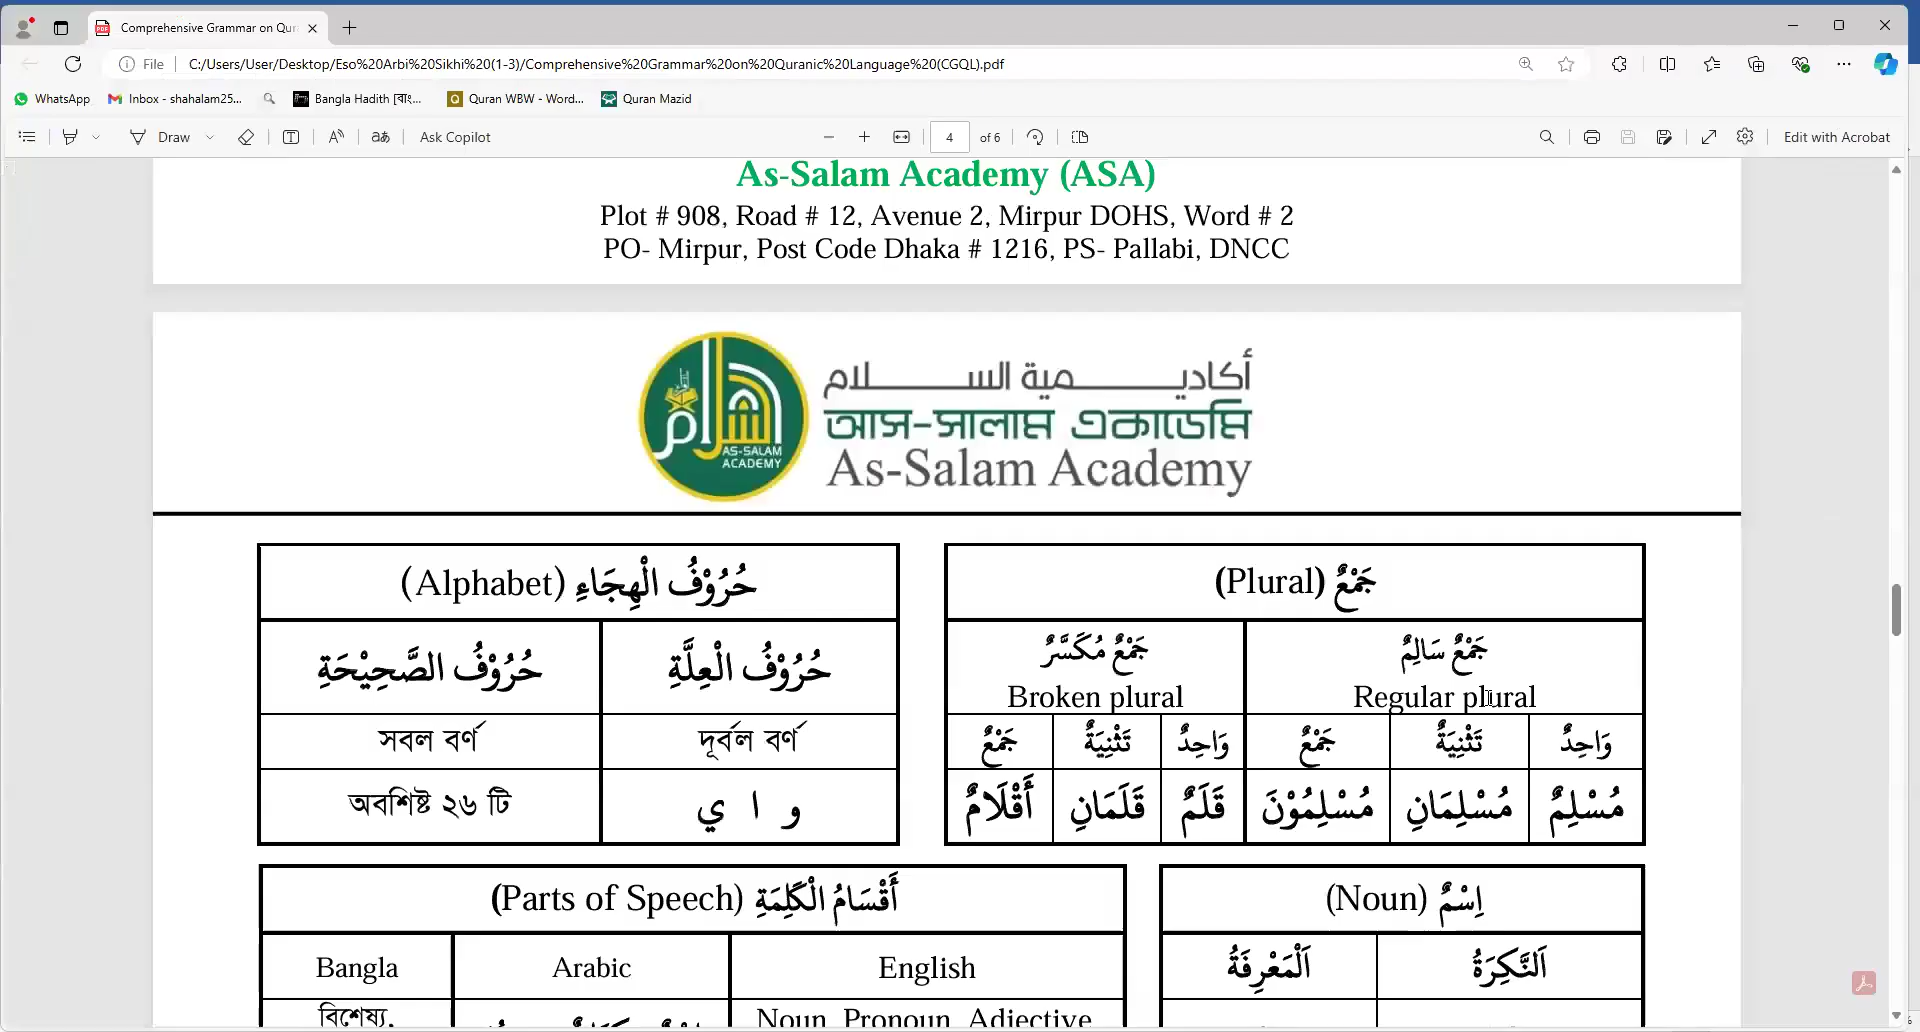 Comprehensive Grammar on Qur
File
C:/Users/User/Desktop/Eso%20Arbi%20Sikhi%20(1-3)/Comprehensive%20Grammar%20on%20Quranic%20Language%20(CGQL).pdf
WhatsApp
Inbox - shahalam25...
Bangla Hadith [বাং...
Quran WBW - Word...
Quran Mazid
Draw
Ask Copilot
4 of 6
Edit with Acrobat
As-Salam Academy (ASA)
Plot # 908, Road # 12, Avenue 2, Mirpur DOHS, Word # 2
PO- Mirpur, Post Code Dhaka # 1216, PS- Pallabi, DNCC
AS-SALAM
ACADEMY
أكاديـــمية الســـلام
আস-সালাম একাডেমি
As-Salam Academy
(Alphabet) حُرُوْفُ الْهِجَاءِ
حُرُوْفُ الصَّحِيْحَةِ
حُرُوْفُ الْعِلَّةِ
সবল বর্ণ
দূর্বল বর্ণ
অবশিষ্ট ২৬ টি
و ا ي
(Plural) جَمْعٌ
جَمْعٌ مُكَسَّرٌ
Broken plural
جَمْعٌ سَالِمٌ
Regular plural
جَمْعٌ
تَثْنِيَةٌ
وَاحِدٌ
جَمْعٌ
تَثْنِيَةٌ
وَاحِدٌ
أَقْلَامٌ
قَلَمَانِ
قَلَمٌ
مُسْلِمُوْنَ
مُسْلِمَانِ
مُسْلِمٌ
(Parts of Speech) أَقْسَامُ الْكَلِمَةِ
Bangla
Arabic
English
বিশেষ্য,
Noun, Pronoun, Adjective
(Noun) اِسْمٌ
اَلْمَعْرِفَةُ
اَلنَّكِرَةُ